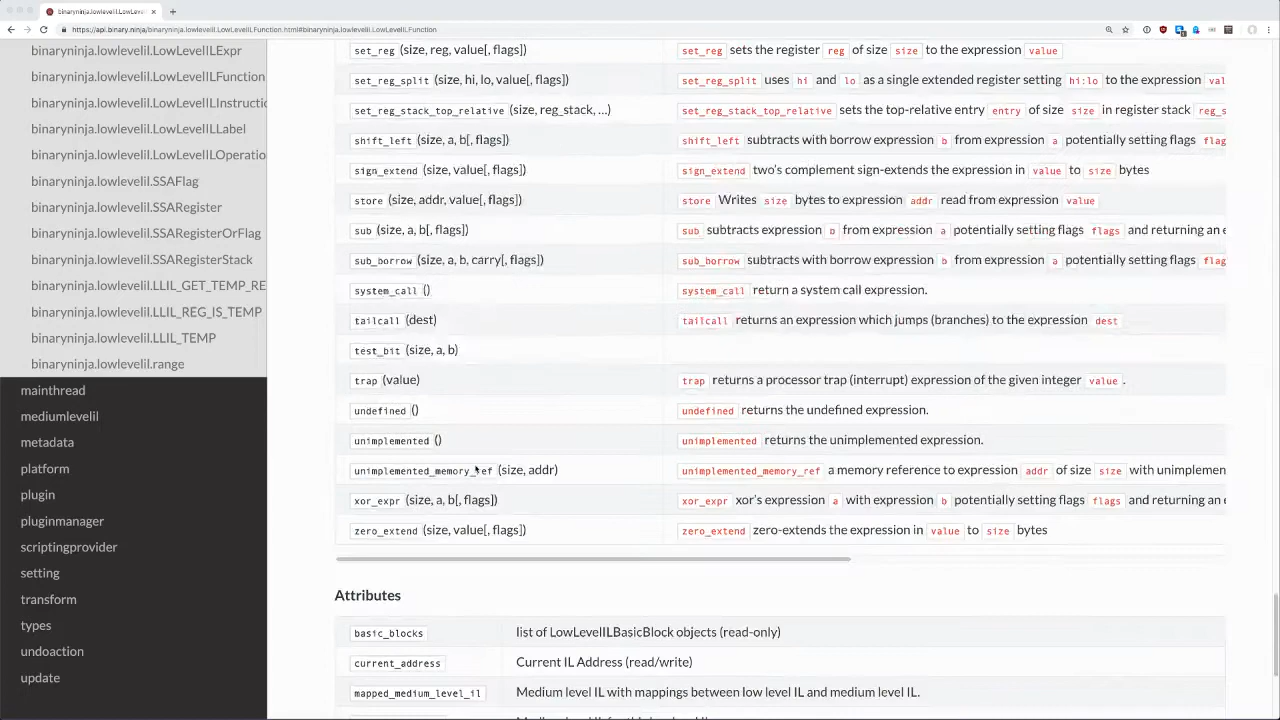 binaryninja.lowlevelil.LowLevel
https://api.binary.ninja/binaryninja.lowlevelil.LowLevelILFunction.html#binaryninja.lowlevelil.LowLevelILFunction
binaryninja.lowlevelil.LowLevelILExpr
binaryninja.lowlevelil.LowLevelILFunction
binaryninja.lowlevelil.LowLevelILInstructio
binaryninja.lowlevelil.LowLevelILLabel
binaryninja.lowlevelil.LowLevelILOperatio
binaryninja.lowlevelil.SSAFlag
binaryninja.lowlevelil.SSARegister
binaryninja.lowlevelil.SSARegisterOrFlag
binaryninja.lowlevelil.SSARegisterStack
binaryninja.lowlevelil.LLIL_GET_TEMP_RE
binaryninja.lowlevelil.LLIL_REG_IS_TEMP
binaryninja.lowlevelil.LLIL_TEMP
binaryninja.lowlevelil.range
mainthread
mediumlevelil
metadata
platform
plugin
pluginmanager
scriptingprovider
setting
transform
types
undoaction
update
set_reg (size, reg, value[, flags]) set_reg sets the register reg of size size to the expression value
set_reg_split (size, hi, lo, value[, flags]) set_reg_split uses hi and lo as a single extended register setting hi:lo to the expression val
set_reg_stack_top_relative (size, reg_stack, ...) set_reg_stack_top_relative sets the top-relative entry entry of size size in register stack reg_s
shift_left (size, a, b[, flags]) shift_left subtracts with borrow expression b from expression a potentially setting flags flag
sign_extend (size, value[, flags]) sign_extend two's complement sign-extends the expression in value to size bytes
store (size, addr, value[, flags]) store Writes size bytes to expression addr read from expression value
sub (size, a, b[, flags]) sub subtracts expression b from expression a potentially setting flags flags and returning an e
sub_borrow (size, a, b, carry[, flags]) sub_borrow subtracts with borrow expression b from expression a potentially setting flags flag
system_call () system_call return a system call expression.
tailcall (dest) tailcall returns an expression which jumps (branches) to the expression dest
test_bit (size, a, b)
trap (value) trap returns a processor trap (interrupt) expression of the given integer value .
undefined () undefined returns the undefined expression.
unimplemented () unimplemented returns the unimplemented expression.
unimplemented_memory_ref (size, addr) unimplemented_memory_ref a memory reference to expression addr of size size with unimplemen
xor_expr (size, a, b[, flags]) xor_expr xor's expression a with expression b potentially setting flags flags and returning an e
zero_extend (size, value[, flags]) zero_extend zero-extends the expression in value to size bytes
Attributes
basic_blocks list of LowLevelILBasicBlock objects (read-only)
current_address Current IL Address (read/write)
mapped_medium_level_il Medium level IL with mappings between low level IL and medium level IL.